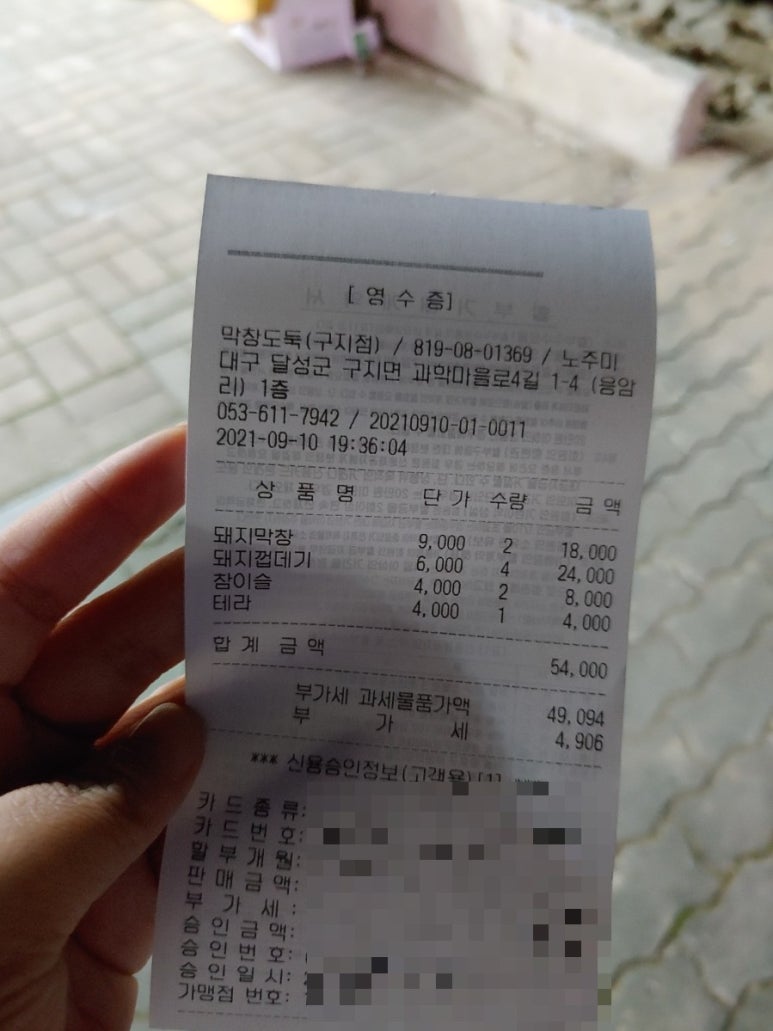 [ 영 수 증]
막창도둑(구지점) / 819-08-01369 / 노주미
대구 달성군 구지면 과학마을로4길 1-4 (용암
리) 1층
053-611-7942 / 20210910-01-0011
2021-09-10 19:36:04
상 품 명 단 가 수량 금 액
돼지막창 9,000 2 18,000
돼지껍데기 6,000 4 24,000
참이슬 4,000 2 8,000
테라 4,000 1 4,000
합 계 금 액 54,000
부가세 과세물품가액 49,094
부 가 세 4,906
*** 신용승인정보(고객용)[1]
카 드 종 류:
카 드 번 호:
할 부 개 월:
판 매 금 액:
부 가 세 :
승 인 금 액:
승 인 번 호:
승 인 일 시:
가맹점 번호: